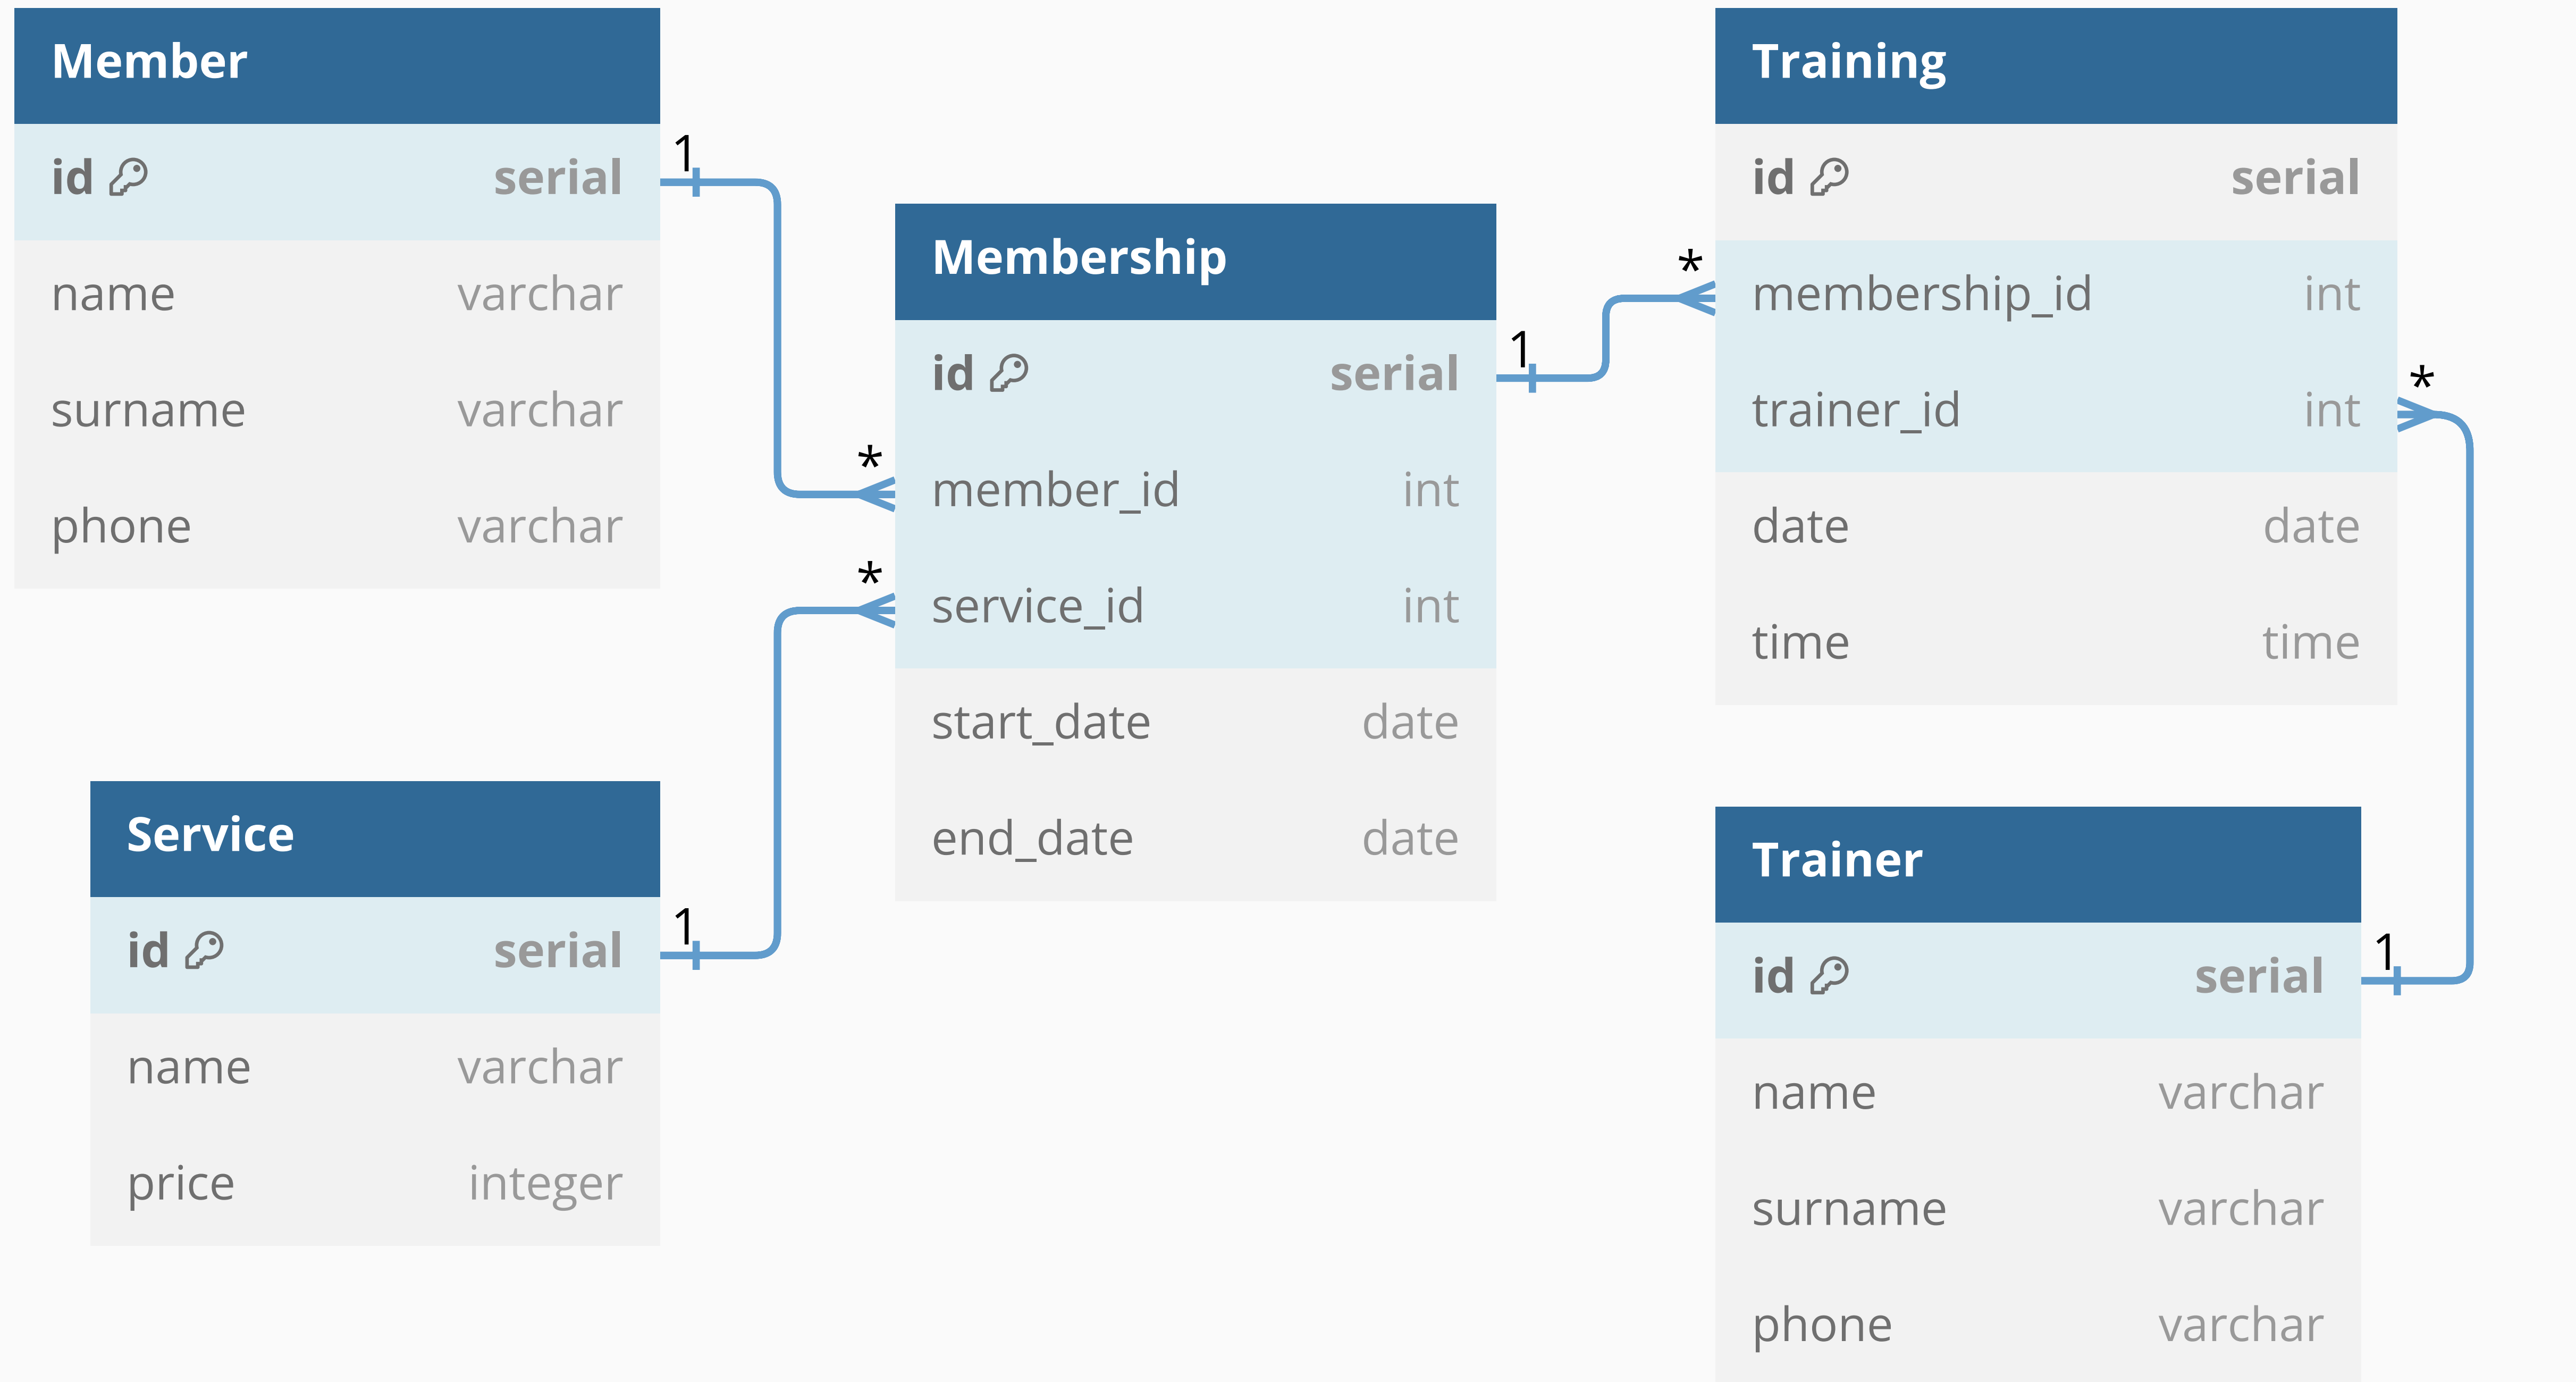 Member
id serial
name varchar
surname varchar
phone varchar
1
*
Service
id serial
name varchar
price integer
1
*
Membership
id serial
member_id int
service_id int
start_date date
end_date date
1
*
Training
id serial
membership_id int
trainer_id int
date date
time time
*
1
Trainer
id serial
name varchar
surname varchar
phone varchar